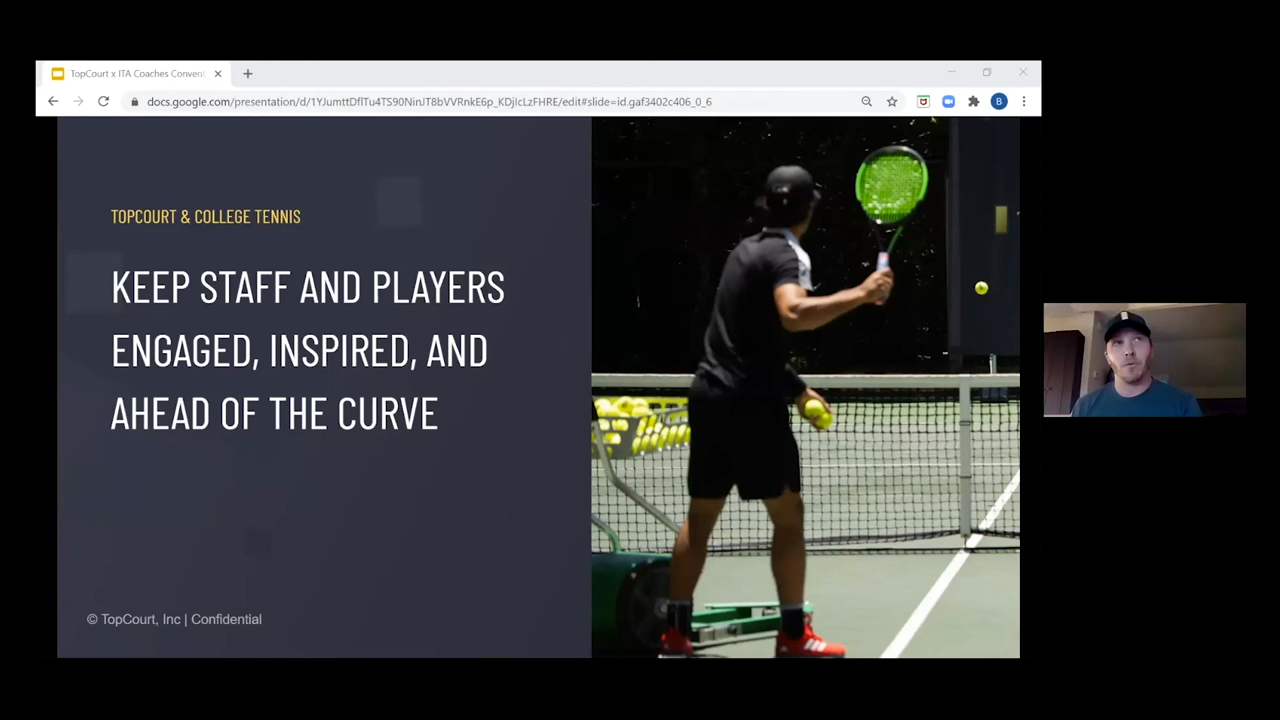 TopCourt x ITA Coaches Convent
docs.google.com/presentation/d/1YJumttDflTu4TS90NinJT8bVVRnkE6p_KDjIcLzFHRE/edit#slide=id.gaf3402c406_0_6
B
TOPCOURT & COLLEGE TENNIS
KEEP STAFF AND PLAYERS
ENGAGED, INSPIRED, AND
AHEAD OF THE CURVE
© TopCourt, Inc | Confidential